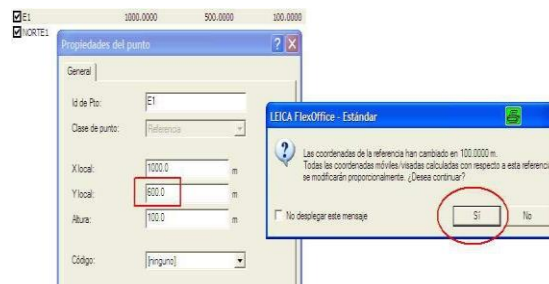 E1 1000.0000 500.0000 100.0000
NORTE1
Propiedades del punto
General
Id de Pto: E1
Clase de punto: Referencia
X local: 1000.0 m
Y local: 600.0 m
Altura: 100.0 m
Código: [ninguno]
LEICA FlexOffice - Estándar
Las coordenadas de la referencia han cambiado en 100.0000 m.
Todas las coordenadas móviles/visadas calculadas con respecto a esta referencia
se modificarán proporcionalmente. ¿Desea continuar?
No desplegar este mensaje
Sí No